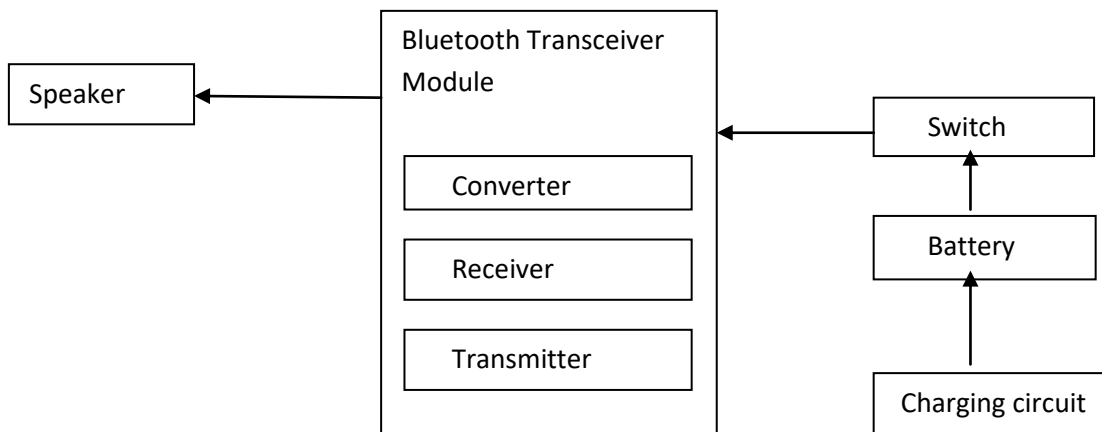 Bluetooth Transceiver
Module
Speaker
Switch
Converter
Battery
Receiver
Transmitter
Charging circuit